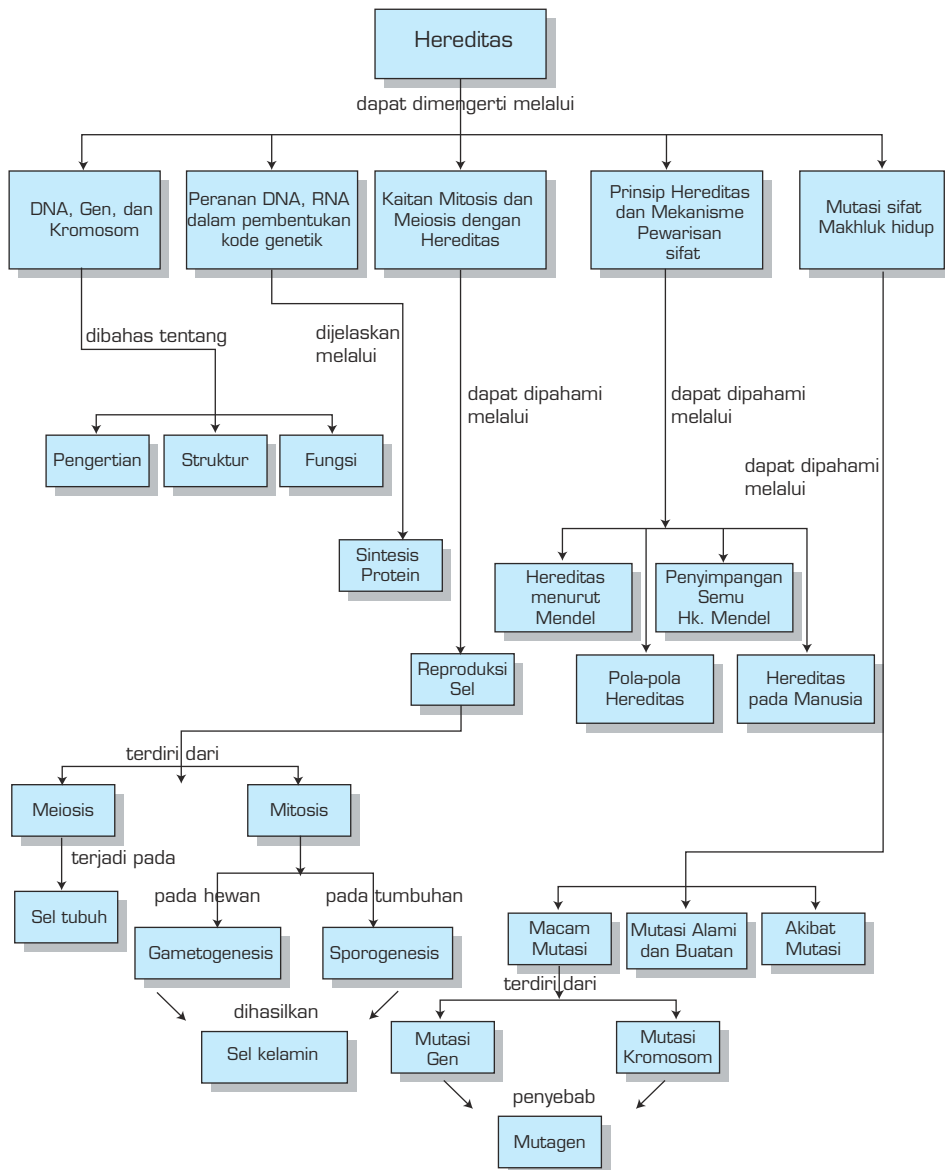 Hereditas
dapat dimengerti melalui
DNA, Gen, dan
Kromosom
Peranan DNA, RNA
dalam pembentukan
kode genetik
Kaitan Mitosis dan
Meiosis dengan
Hereditas
Prinsip Hereditas
dan Mekanisme
Pewarisan
sifat
Mutasi sifat
Makhluk hidup
dibahas tentang
dijelaskan
melalui
dapat dipahami
melalui
dapat dipahami
melalui
dapat dipahami
melalui
Pengertian
Struktur
Fungsi
Sintesis
Protein
Hereditas
menurut
Mendel
Penyimpangan
Semu
Hk. Mendel
Pola-pola
Hereditas
Hereditas
pada Manusia
Reproduksi
Sel
terdiri dari
Meiosis
Mitosis
terjadi pada
pada hewan
pada tumbuhan
Sel tubuh
Gametogenesis
Sporogenesis
dihasilkan
Sel kelamin
Macam
Mutasi
Mutasi Alami
dan Buatan
Akibat
Mutasi
terdiri dari
Mutasi
Gen
Mutasi
Kromosom
penyebab
Mutagen